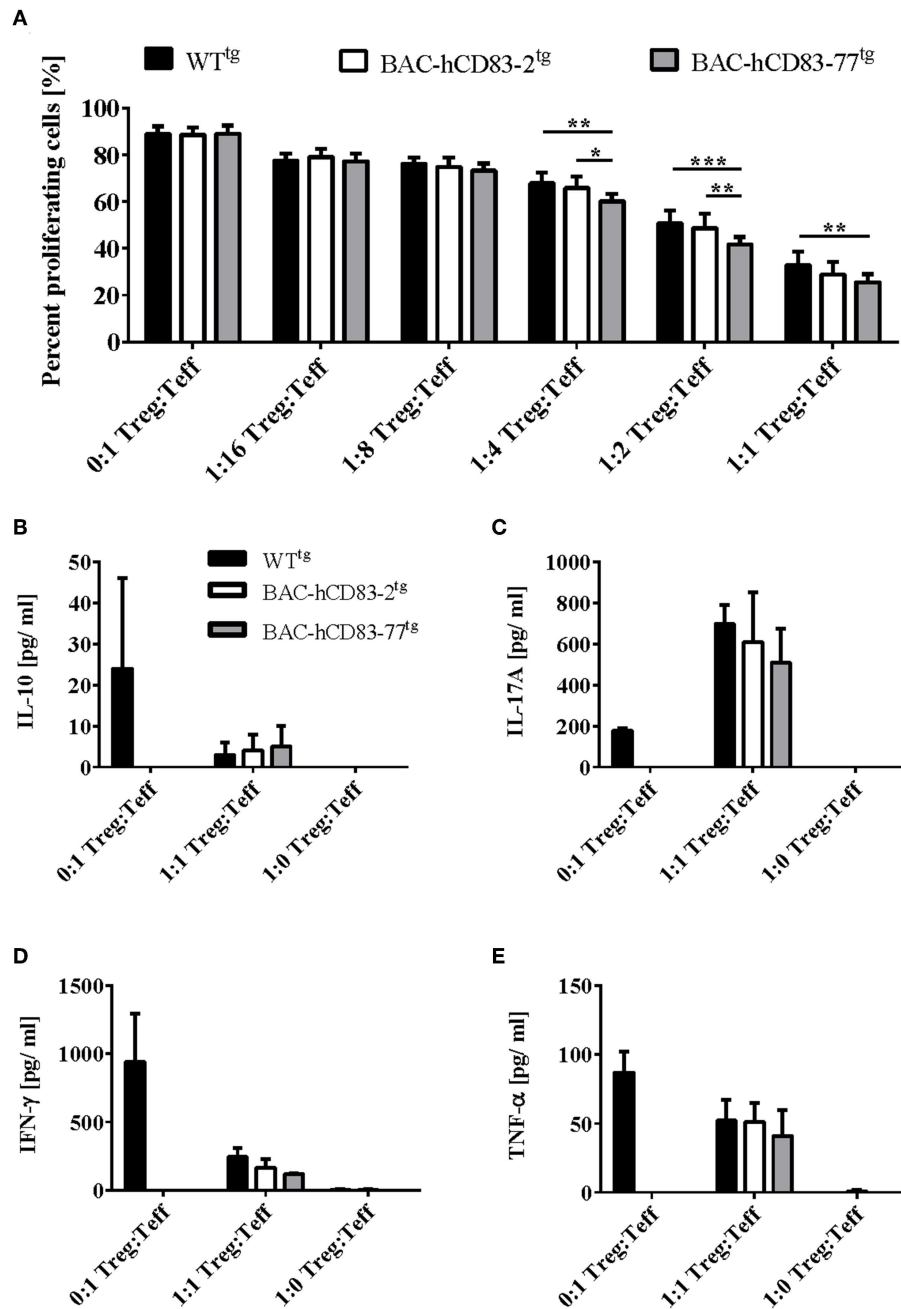 A
WTtg BAC-hCD83-2tg BAC-hCD83-77tg
Percent proliferating cells [%]
100
80
60
40
20
0
** * *** ** **
0:1 Treg:Teff 1:16 Treg:Teff 1:8 Treg:Teff 1:4 Treg:Teff 1:2 Treg:Teff 1:1 Treg:Teff
B
WTtg
BAC-hCD83-2tg
BAC-hCD83-77tg
IL-10 [pg/ ml]
50
40
30
20
10
0
0:1 Treg:Teff 1:1 Treg:Teff 1:0 Treg:Teff
C
IL-17A [pg/ ml]
1000
800
600
400
200
0
0:1 Treg:Teff 1:1 Treg:Teff 1:0 Treg:Teff
D
IFN-γ [pg/ ml]
1500
1000
500
0
0:1 Treg:Teff 1:1 Treg:Teff 1:0 Treg:Teff
E
TNF-α [pg/ ml]
150
100
50
0
0:1 Treg:Teff 1:1 Treg:Teff 1:0 Treg:Teff